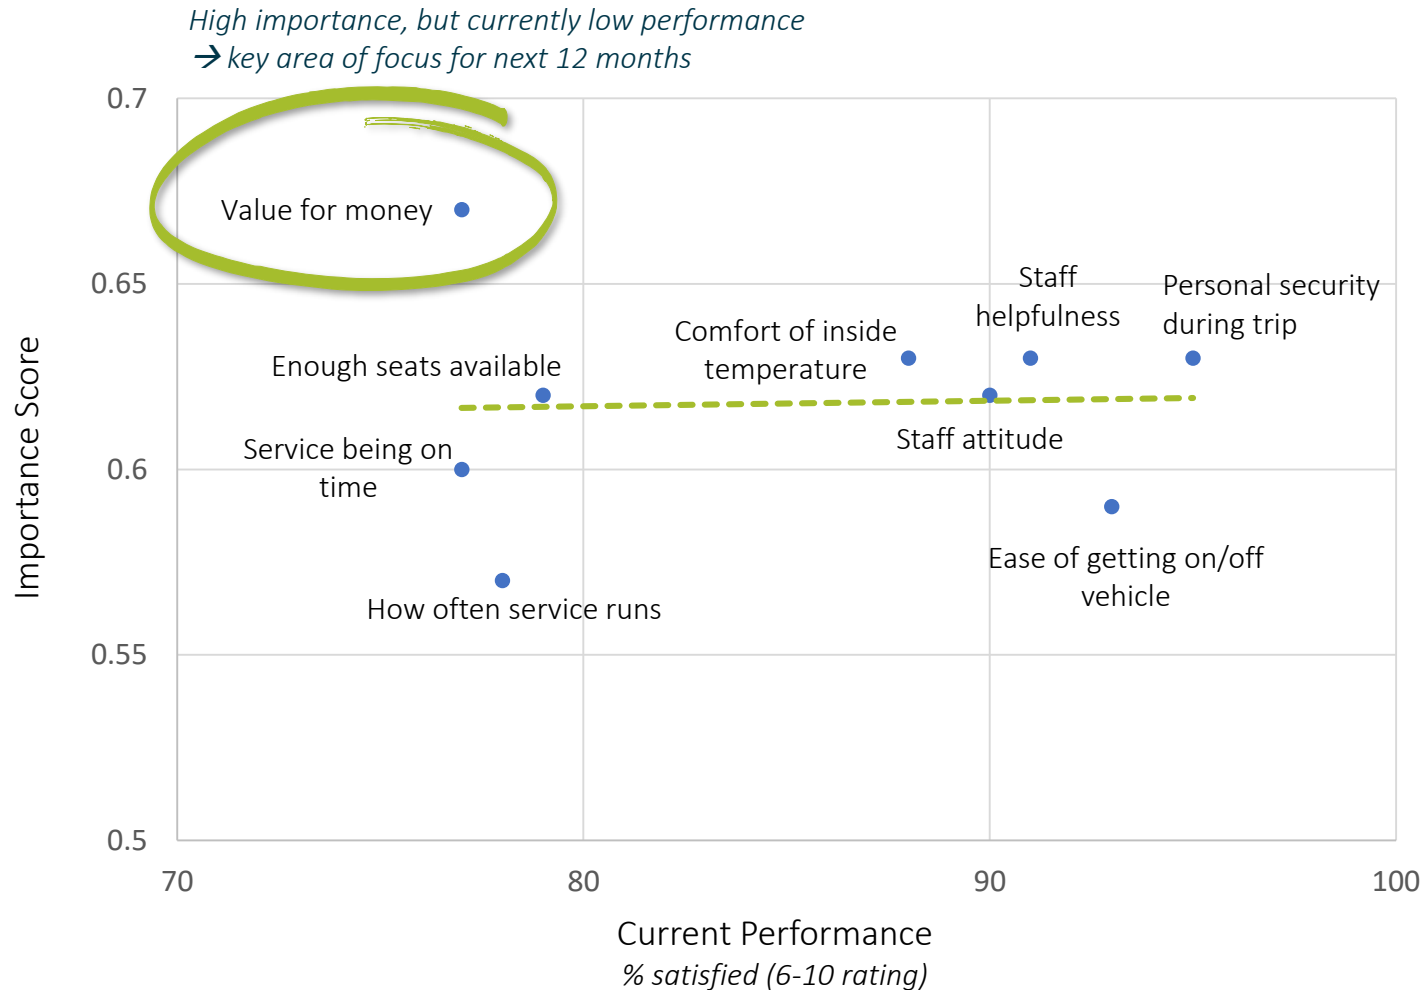 High importance, but currently low performance
→ key area of focus for next 12 months
0.7
Value for money
0.65
Staff
helpfulness
Personal security
during trip
Comfort of inside
temperature
Enough seats available
Staff attitude
Service being on
time
0.6
Ease of getting on/off
vehicle
How often service runs
0.55
0.5
Importance Score
70
80
90
100
Current Performance
% satisfied (6-10 rating)